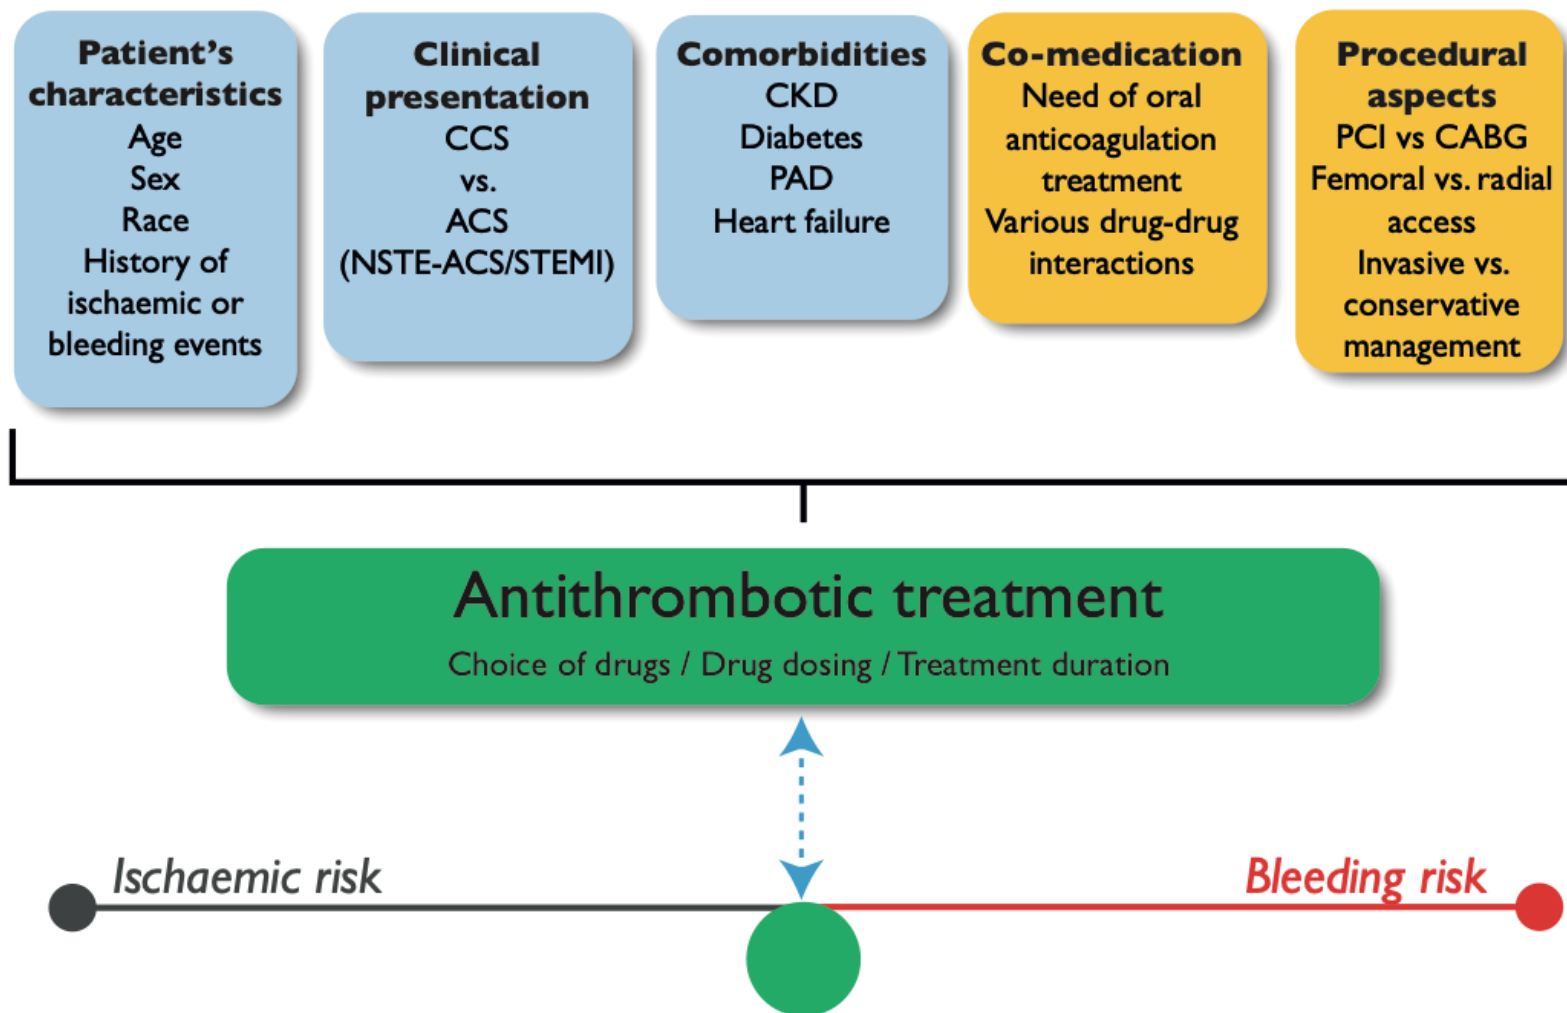 Patient's
characteristics
Age
Sex
Race
History of
ischaemic or
bleeding events
Clinical
presentation
CCS
vs.
ACS
(NSTE-ACS/STEMI)
Comorbidities
CKD
Diabetes
PAD
Heart failure
Co-medication
Need of oral
anticoagulation
treatment
Various drug-drug
interactions
Procedural
aspects
PCI vs CABG
Femoral vs. radial
access
Invasive vs.
conservative
management
Antithrombotic treatment
Choice of drugs / Drug dosing / Treatment duration
Ischaemic risk
Bleeding risk